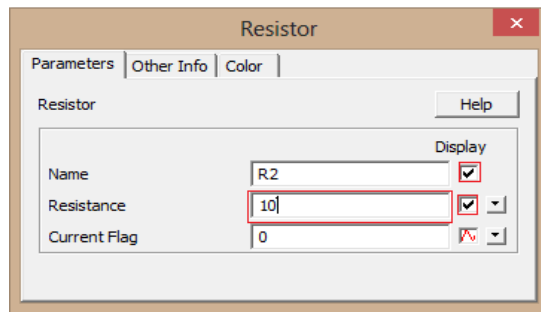 Resistor
Parameters Other Info Color
Resistor Help
Display
Name R2
Resistance 10
Current Flag 0